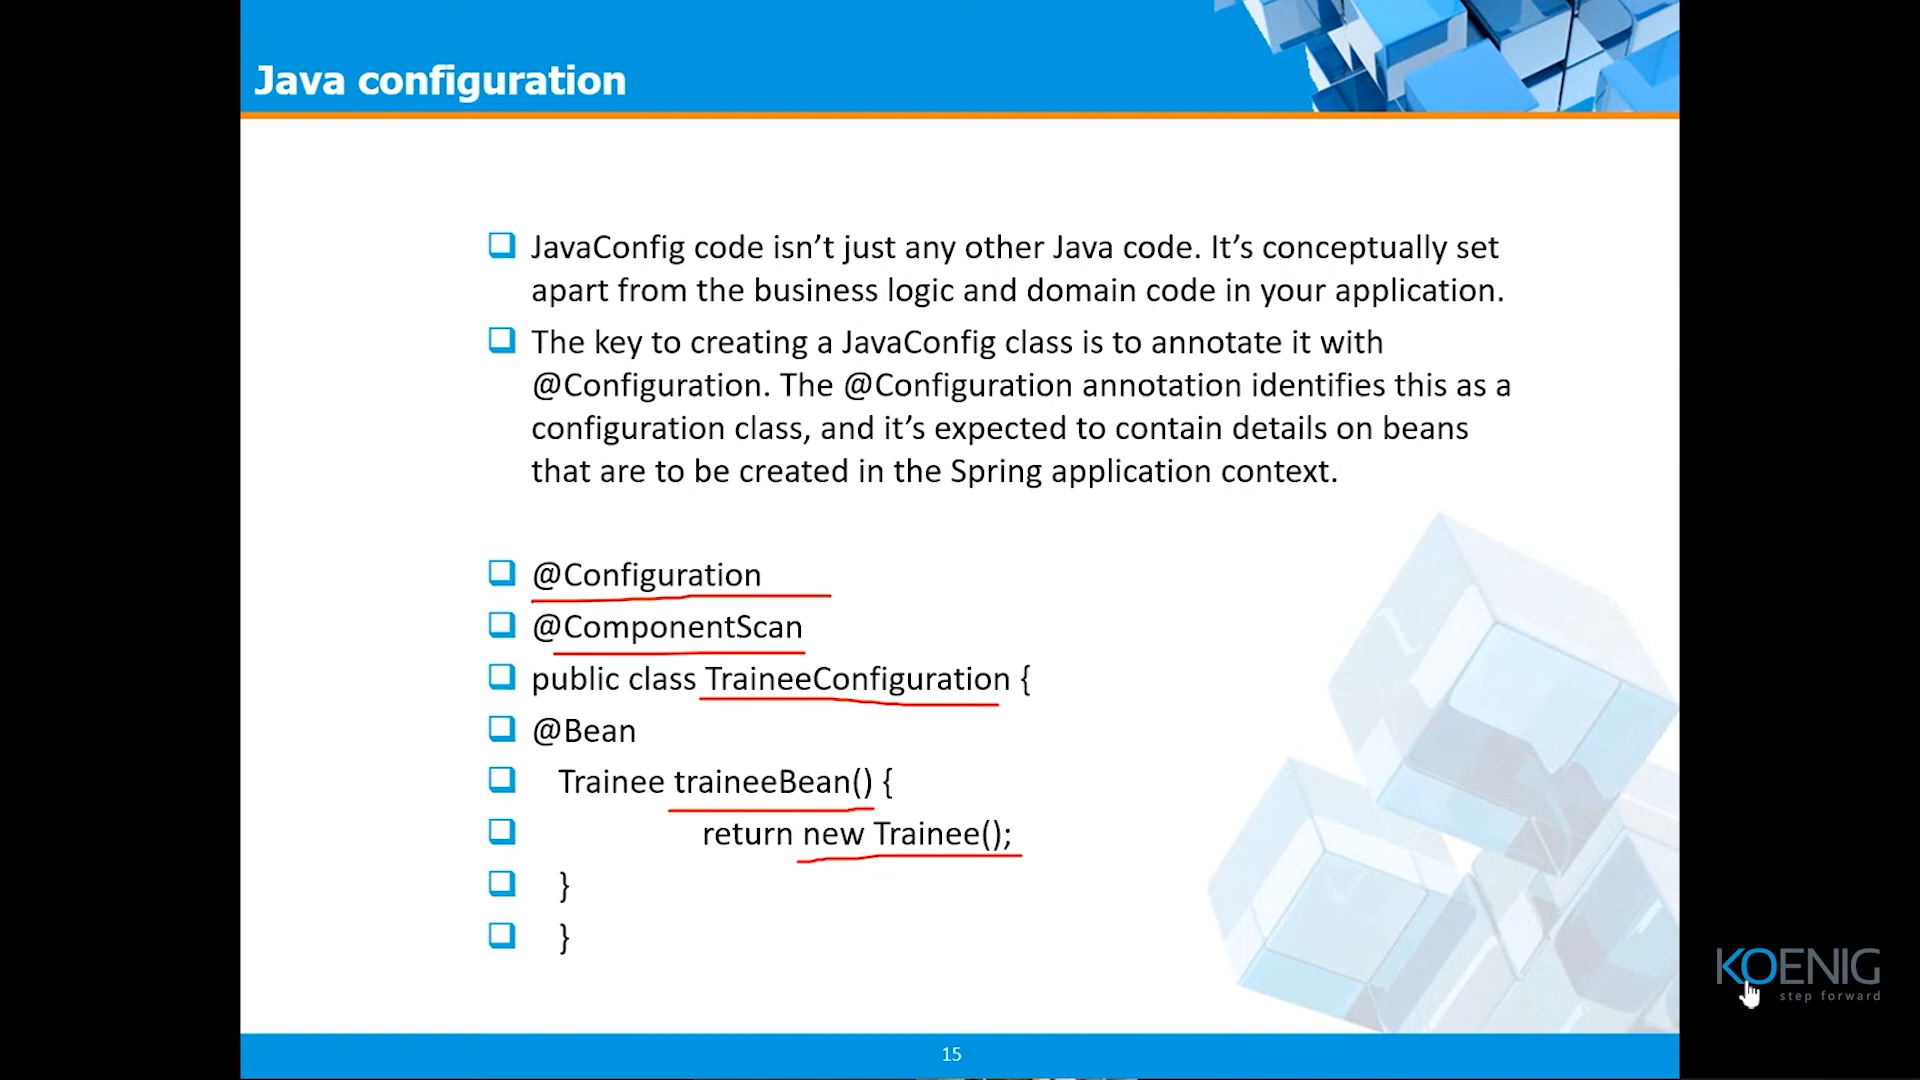 Java configuration
JavaConfig code isn’t just any other Java code. It’s conceptually set
apart from the business logic and domain code in your application.
The key to creating a JavaConfig class is to annotate it with
@Configuration. The @Configuration annotation identifies this as a
configuration class, and it’s expected to contain details on beans
that are to be created in the Spring application context.
@Configuration
@ComponentScan
public class TraineeConfiguration {
@Bean
Trainee traineeBean() {
return new Trainee();
}
}
KOENIG
step forward
15